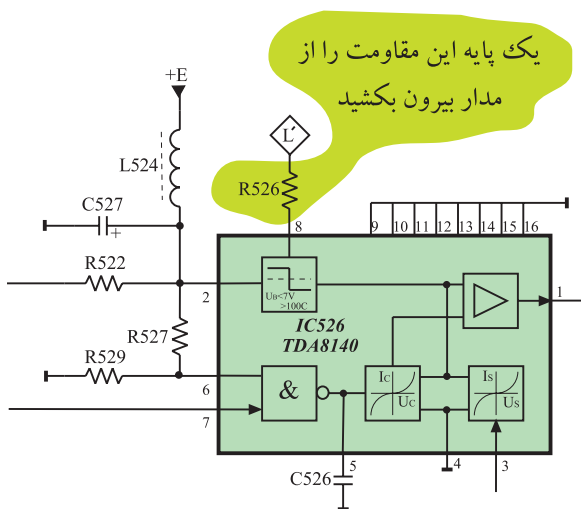 یک پایه این مقاومت را از
مدار بیرون بکشید
+E
L'
L524
R526
C527
8
9 10 11 12 13 14 15 16
R522
2
UB<7V
>100C
1
IC526
TDA8140
R527
R529
6
&
IC
UC
IS
US
7
5
4
3
C526